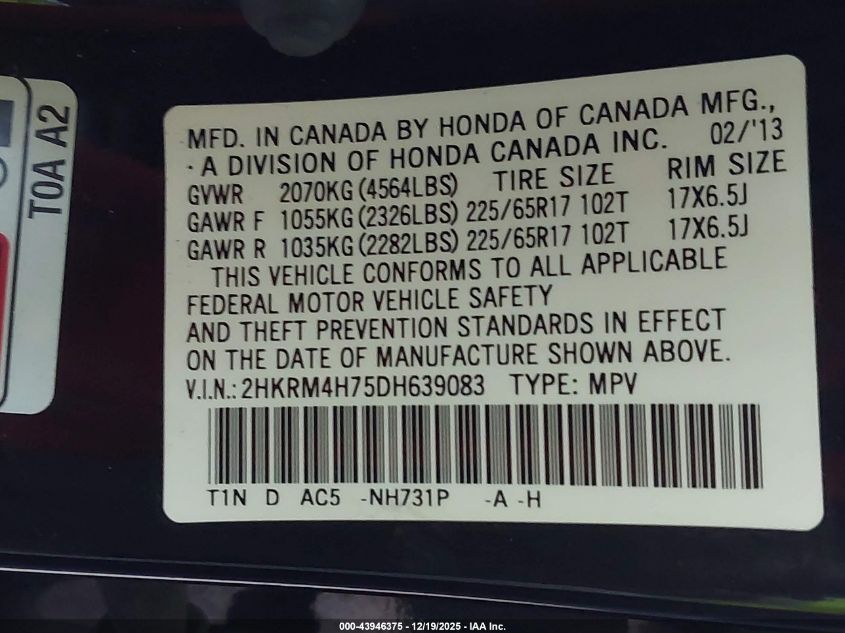 MFD. IN CANADA BY HONDA OF CANADA MFG.,
· A DIVISION OF HONDA CANADA INC. 02/'13
GVWR 2070KG (4564LBS) TIRE SIZE RIM SIZE
GAWR F 1055KG (2326LBS) 225/65R17 102T 17X6.5J
GAWR R 1035KG (2282LBS) 225/65R17 102T 17X6.5J
THIS VEHICLE CONFORMS TO ALL APPLICABLE
FEDERAL MOTOR VEHICLE SAFETY
AND THEFT PREVENTION STANDARDS IN EFFECT
ON THE DATE OF MANUFACTURE SHOWN ABOVE.
V.I.N.: 2HKRM4H75DH639083 TYPE: MPV
T1N D AC5 -NH731P -A -H
T0A A2
000-43946375 - 12/19/2025 - IAA Inc.